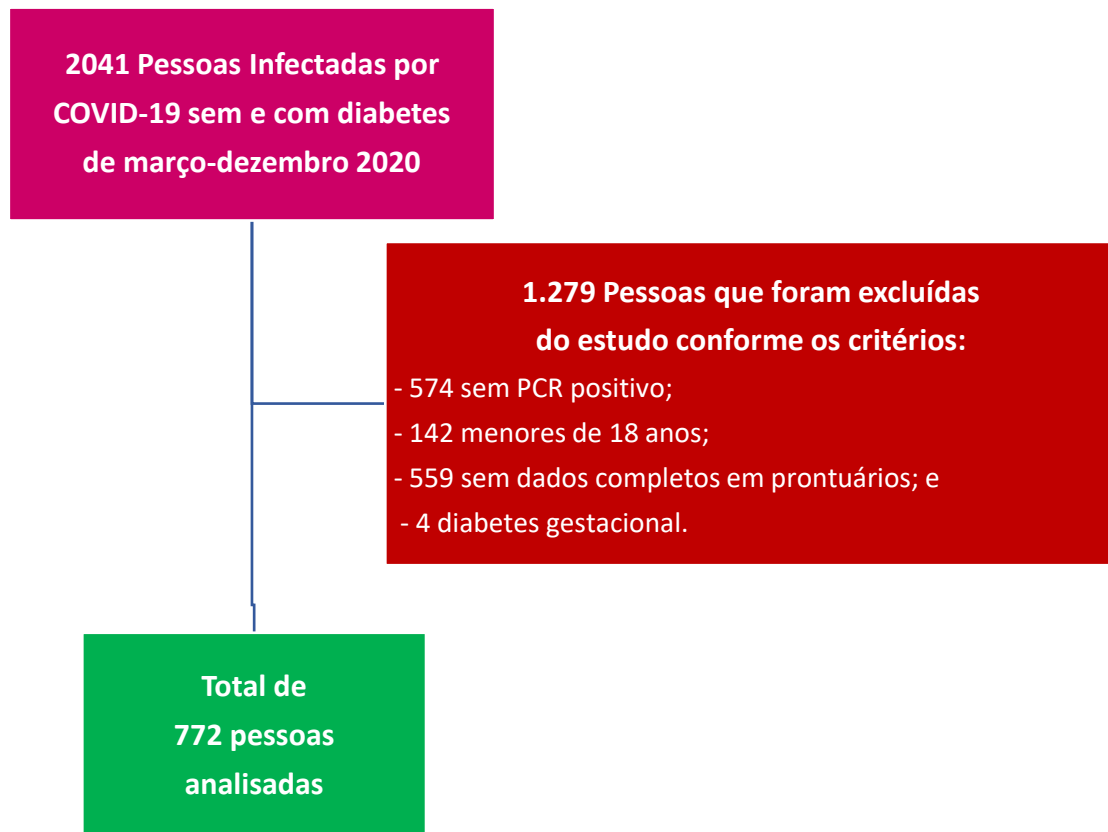 2041 Pessoas Infectadas por
COVID-19 sem e com diabetes
de março-dezembro 2020
1.279 Pessoas que foram excluídas
do estudo conforme os critérios:
- 574 sem PCR positivo;
- 142 menores de 18 anos;
- 559 sem dados completos em prontuários; e
- 4 diabetes gestacional.
Total de
772 pessoas
analisadas